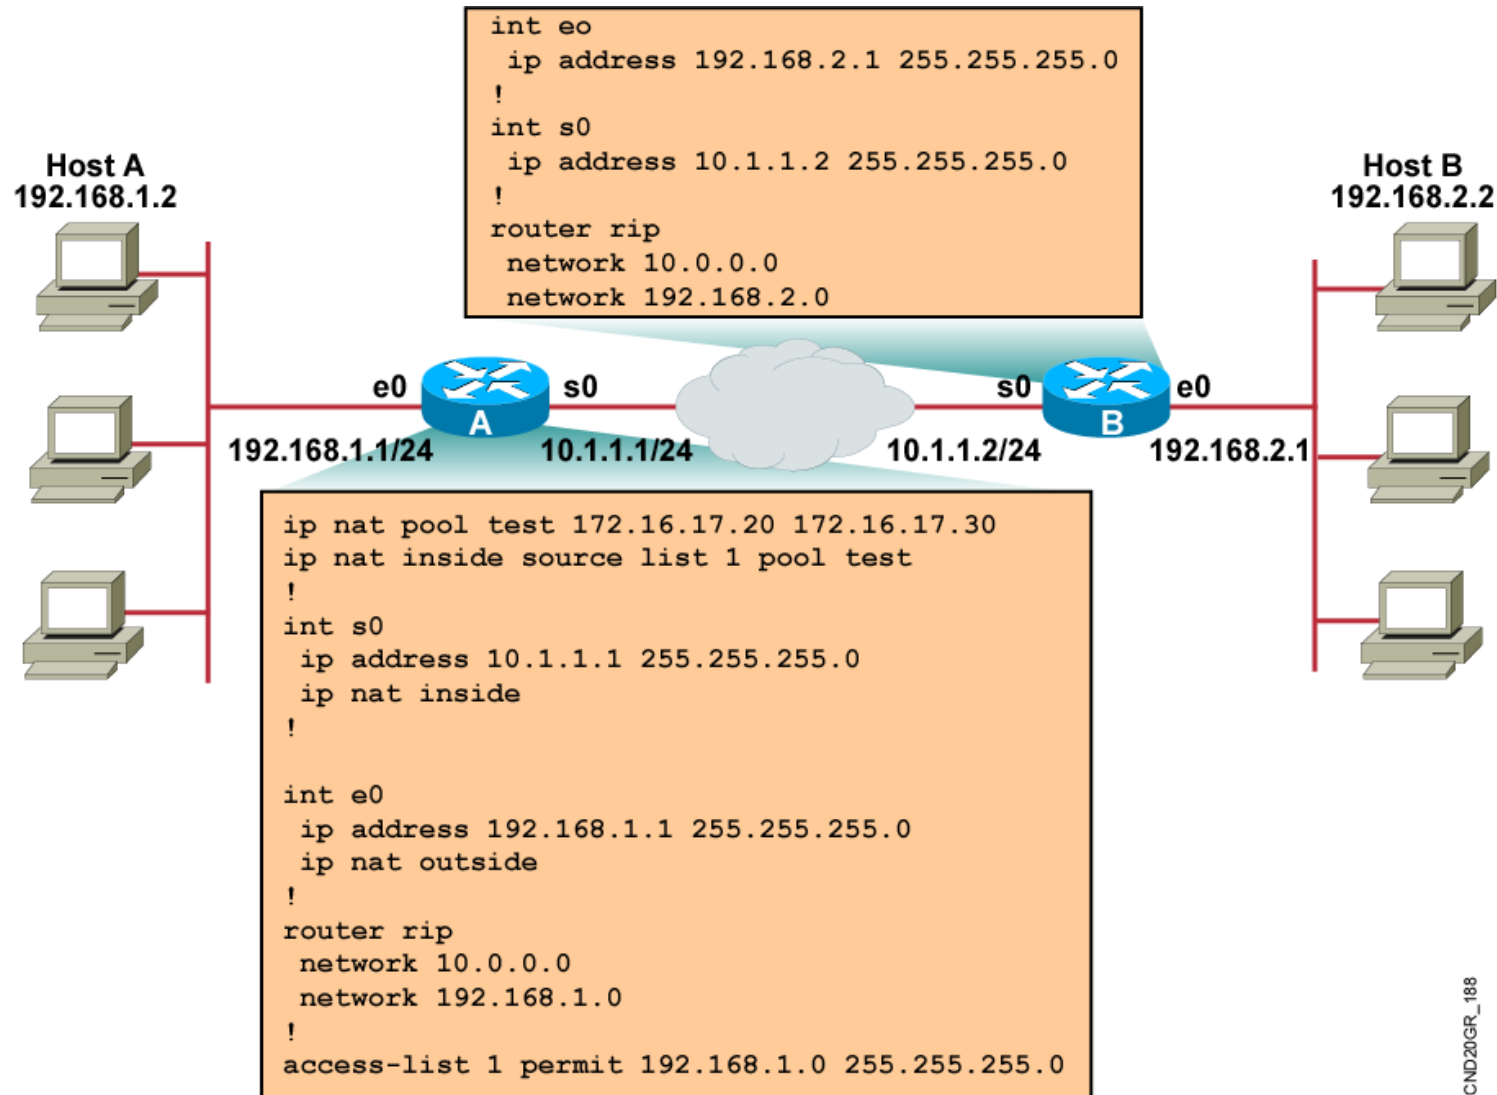 int eo
ip address 192.168.2.1 255.255.255.0
!
int s0
ip address 10.1.1.2 255.255.255.0
!
router rip
network 10.0.0.0
network 192.168.2.0
Host A
192.168.1.2
Host B
192.168.2.2
e0
A
s0
s0
B
e0
192.168.1.1/24
10.1.1.1/24
10.1.1.2/24
192.168.2.1
ip nat pool test 172.16.17.20 172.16.17.30
ip nat inside source list 1 pool test
!
int s0
ip address 10.1.1.1 255.255.255.0
ip nat inside
!
int e0
ip address 192.168.1.1 255.255.255.0
ip nat outside
!
router rip
network 10.0.0.0
network 192.168.1.0
!
access-list 1 permit 192.168.1.0 255.255.255.0
CND20GR_188